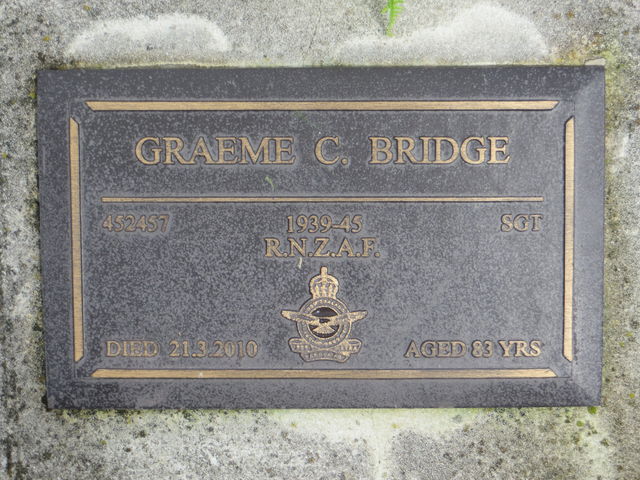 GRAEME C. BRIDGE
452457 1939-45 SGT
R.N.Z.A.F.
DIED 21.3.2010 AGED 83 YRS